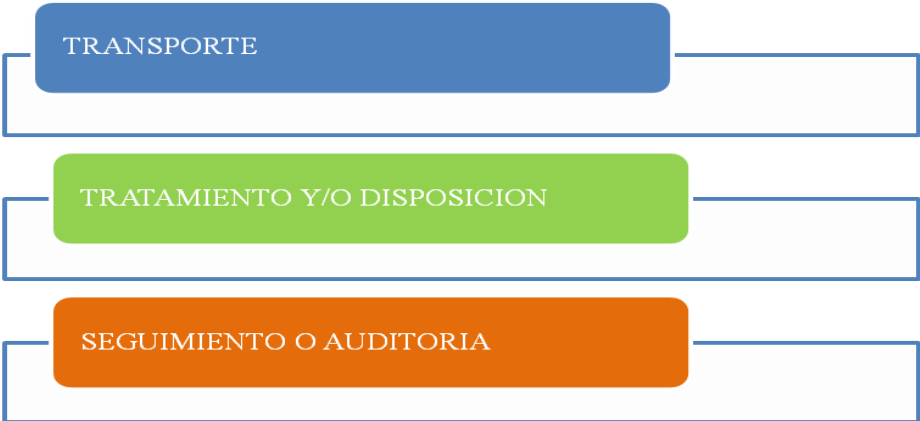 TRANSPORTE
TRATAMIENTO Y/O DISPOSICION
SEGUIMIENTO O AUDITORIA